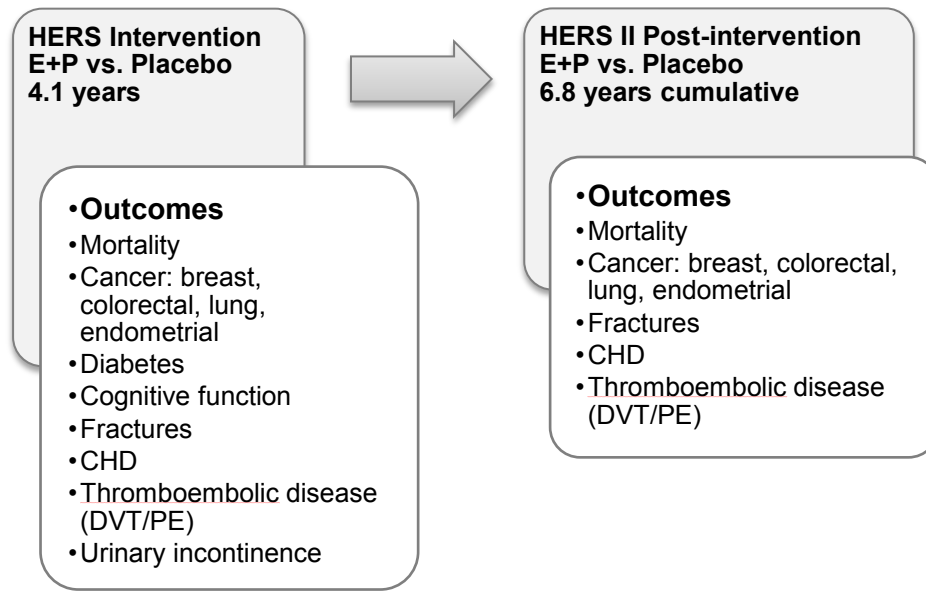 HERS Intervention
E+P vs. Placebo
4.1 years
•Outcomes
•Mortality
•Cancer: breast,
colorectal, lung,
endometrial
•Diabetes
•Cognitive function
•Fractures
•CHD
•Thromboembolic disease
(DVT/PE)
•Urinary incontinence
HERS II Post-intervention
E+P vs. Placebo
6.8 years cumulative
•Outcomes
•Mortality
•Cancer: breast, colorectal,
lung, endometrial
•Fractures
•CHD
•Thromboembolic disease
(DVT/PE)